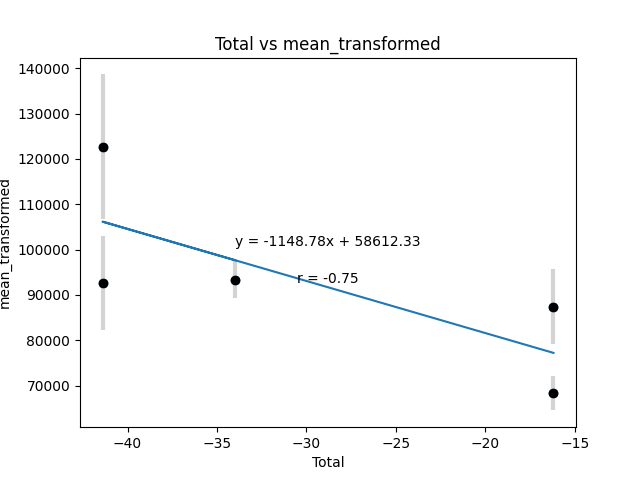 Total vs mean_transformed
140000
130000
120000
110000
100000
90000
80000
70000
mean_transformed
y = -1148.78x + 58612.33
r = -0.75
−40
−35
−30
−25
−20
−15
Total